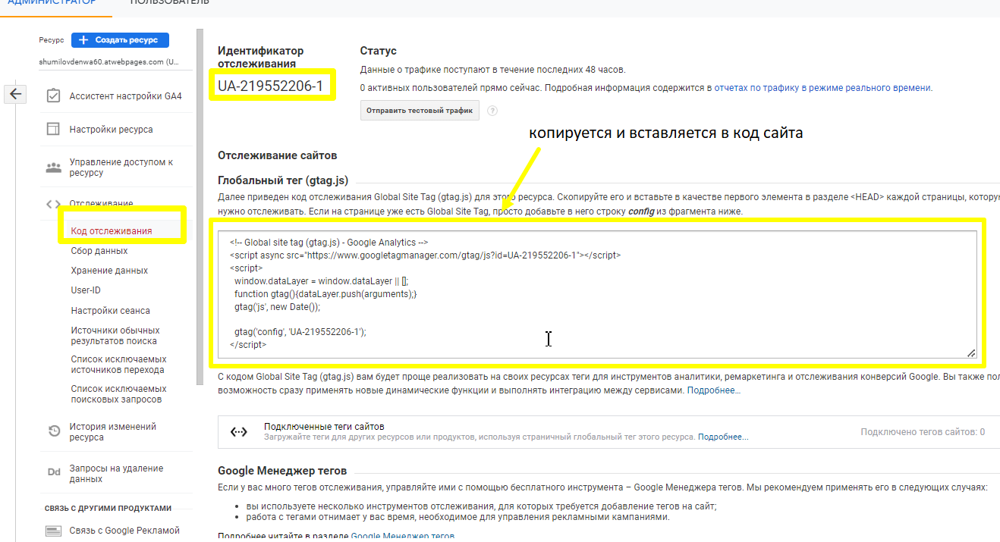 АДМИНИСТРАТОР ПОЛЬЗОВАТЕЛЬ
Ресурс + Создать ресурс
shumilovdenwa60.atwebpages.com (U...
Ассистент настройки GA4
Настройки ресурса
Управление доступом к
ресурсу
Отслеживание
Код отслеживания
Сбор данных
Хранение данных
User-ID
Настройки сеанса
Источники обычных
результатов поиска
Список исключаемых
источников перехода
Список исключаемых
поисковых запросов
История изменений
ресурса
Dd Запросы на удаление
данных
СВЯЗЬ С ДРУГИМИ ПРОДУКТАМИ
Связь с Google Рекламой
Идентификатор
отслеживания
UA-219552206-1
Статус
Данные о трафике поступают в течение последних 48 часов.
0 активных пользователей прямо сейчас. Подробная информация содержится в отчетах по трафику в режиме реального времени.
Отправить тестовый трафик ?
копируется и вставляется в код сайта
Отслеживание сайтов
Глобальный тег (gtag.js)
Далее приведен код отслеживания Global Site Tag (gtag.js) для этого ресурса. Скопируйте его и вставьте в качестве первого элемента в разделе <HEAD> каждой страницы, котору
нужно отслеживать. Если на странице уже есть Global Site Tag, просто добавьте в него строку config из фрагмента ниже.
<!-- Global site tag (gtag.js) - Google Analytics -->
<script async src="https://www.googletagmanager.com/gtag/js?id=UA-219552206-1"></script>
<script>
window.dataLayer = window.dataLayer || [];
function gtag(){dataLayer.push(arguments);}
gtag('js', new Date());
gtag('config', 'UA-219552206-1');
</script>
С кодом Global Site Tag (gtag.js) вам будет проще реализовать на своих ресурсах теги для инструментов аналитики, ремаркетинга и отслеживания конверсий Google. Вы также пол
возможность сразу применять новые динамические функции и выполнять интеграцию между сервисами. Подробнее...
Подключенные теги сайтов
Загружайте теги для других ресурсов или продуктов, используя страничный глобальный тег этого ресурса. Подробнее...
Подключено тегов сайтов: 0
Google Менеджер тегов
Если у вас много тегов отслеживания, управляйте ими с помощью бесплатного инструмента – Google Менеджера тегов. Мы рекомендуем применять его в следующих случаях:
• вы используете несколько инструментов отслеживания, для которых требуется добавление тегов на сайт;
• работа с тегами отнимает у вас время, необходимое для управления рекламными кампаниями.
Подробнее читайте в разделе Google Менеджер тегов.